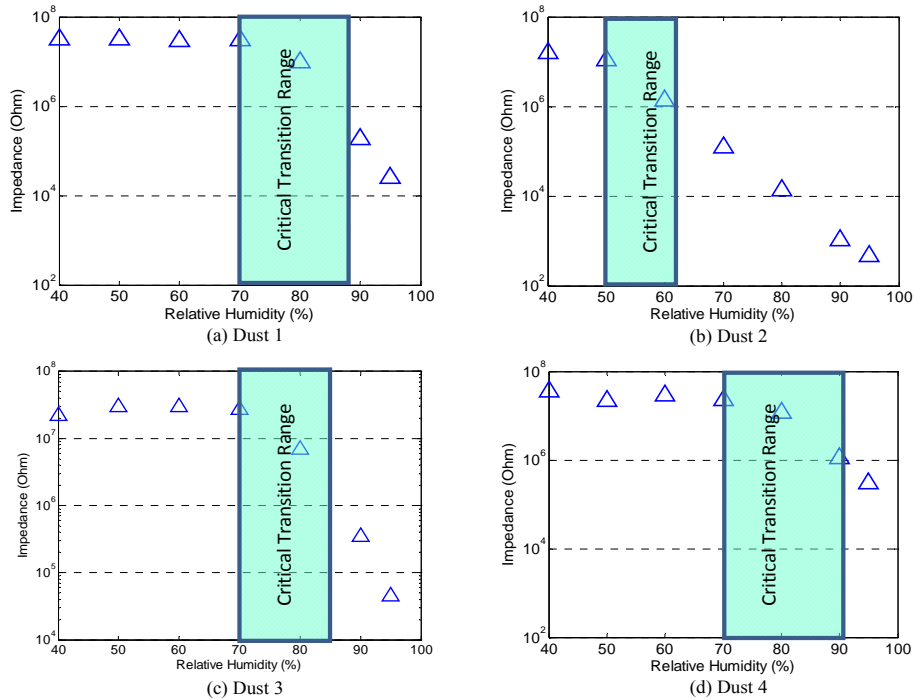 10^8
10^6
10^4
10^2
Impedance (Ohm)
Critical Transition Range
40 50 60 70 80 90 100
Relative Humidity (%)
(a) Dust 1
10^8
10^6
10^4
10^2
Impedance (Ohm)
Critical Transition Range
40 50 60 70 80 90 100
Relative Humidity (%)
(b) Dust 2
10^8
10^7
10^6
10^5
10^4
Impedance (Ohm)
Critical Transition Range
40 50 60 70 80 90 100
Relative Humidity (%)
(c) Dust 3
10^8
10^6
10^4
10^2
Impedance (Ohm)
Critical Transition Range
40 50 60 70 80 90 100
Relative Humidity (%)
(d) Dust 4